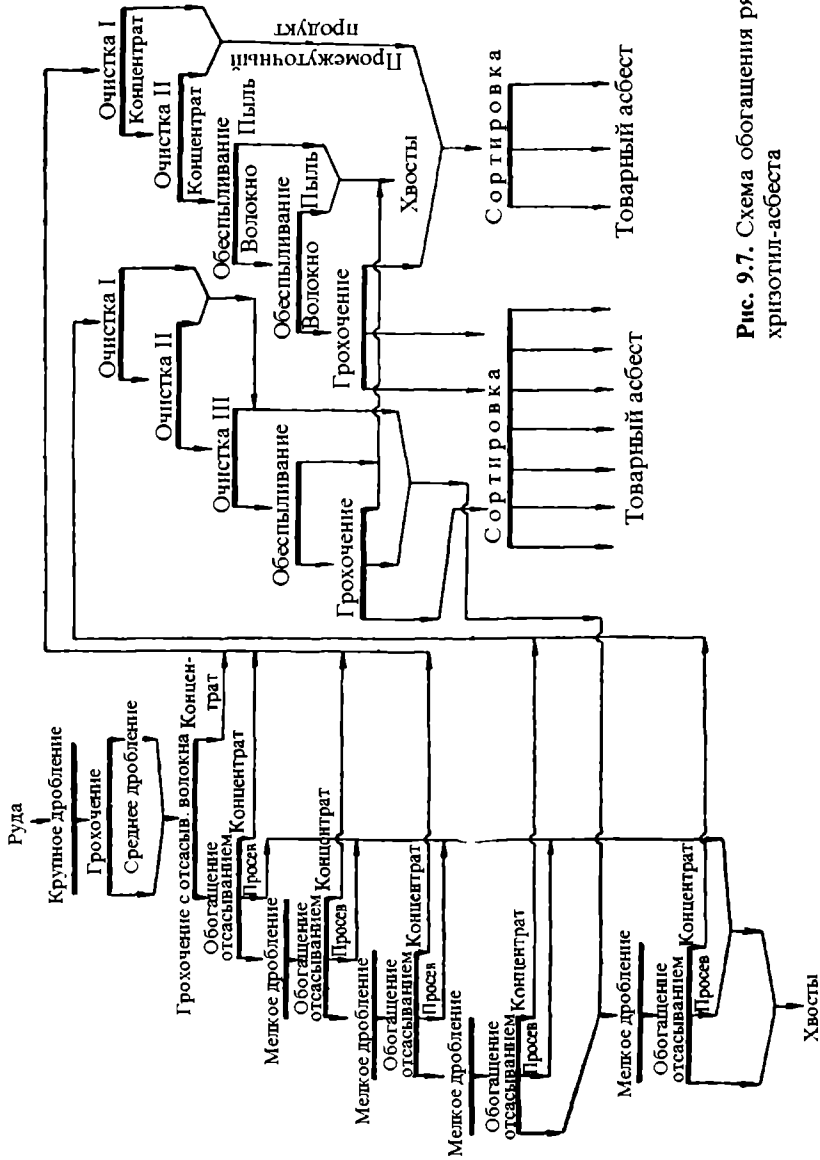 Руда
Крупное дробление
Грохочение
Среднее дробление
Грохочение с отсасыв. волокна
Концен-
трат
Обогащение
отсасыванием
Концентрат
Просев
Мелкое дробление
Обогащение
отсасыванием
Концентрат
Просев
Мелкое дробление
Обогащение
отсасыванием
Концентрат
Просев
Мелкое дробление
Обогащение
отсасыванием
Концентрат
Просев
Мелкое дробление
Обогащение
отсасыванием
Концентрат
Просев
Хвосты
Очистка I
Очистка II
Очистка III
Обеспыливание
Грохочение
Сортировка
Товарный асбест
Очистка I
Концентрат
Очистка II
Концентрат
Обеспыливание
Волокно
Пыль
Обеспыливание
Волокно
Пыль
Грохочение
Хвосты
Промежуточный
продукт
Сортировка
Товарный асбест
Рис. 9.7. Схема обогащения ря
хризотил-асбеста